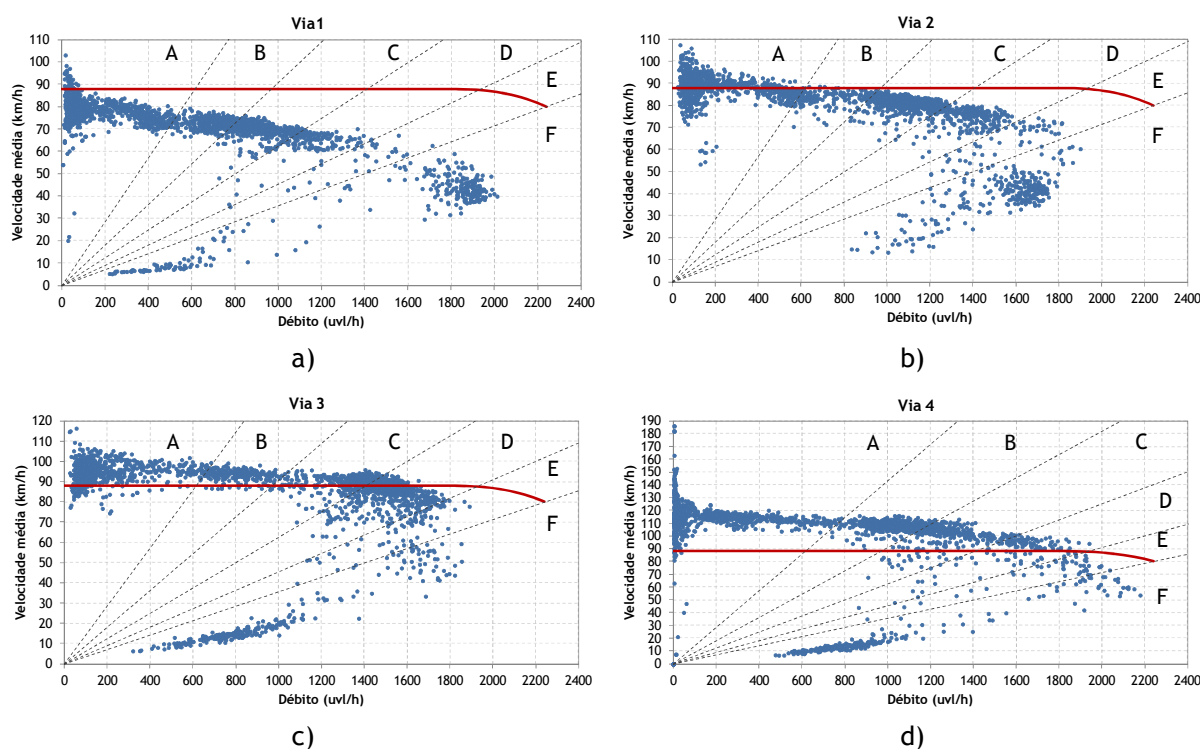 Via1
110
100
90
80
70
60
50
40
30
20
10
0
Velocidade média (km/h)
A
B
C
D
E
F
0 200 400 600 800 1000 1200 1400 1600 1800 2000 2200 2400
Débito (uvl/h)
a)
Via 2
110
100
90
80
70
60
50
40
30
20
10
0
Velocidade média (km/h)
A
B
C
D
E
F
0 200 400 600 800 1000 1200 1400 1600 1800 2000 2200 2400
Débito (uvl/h)
b)
Via 3
120
110
100
90
80
70
60
50
40
30
20
10
0
Velocidade média (km/h)
A
B
C
D
E
F
0 200 400 600 800 1000 1200 1400 1600 1800 2000 2200 2400
Débito (uvl/h)
c)
Via 4
190
180
170
160
150
140
130
120
110
100
90
80
70
60
50
40
30
20
10
0
Velocidade média (km/h)
A
B
C
D
E
F
0 200 400 600 800 1000 1200 1400 1600 1800 2000 2200 2400
Débito (uvl/h)
d)